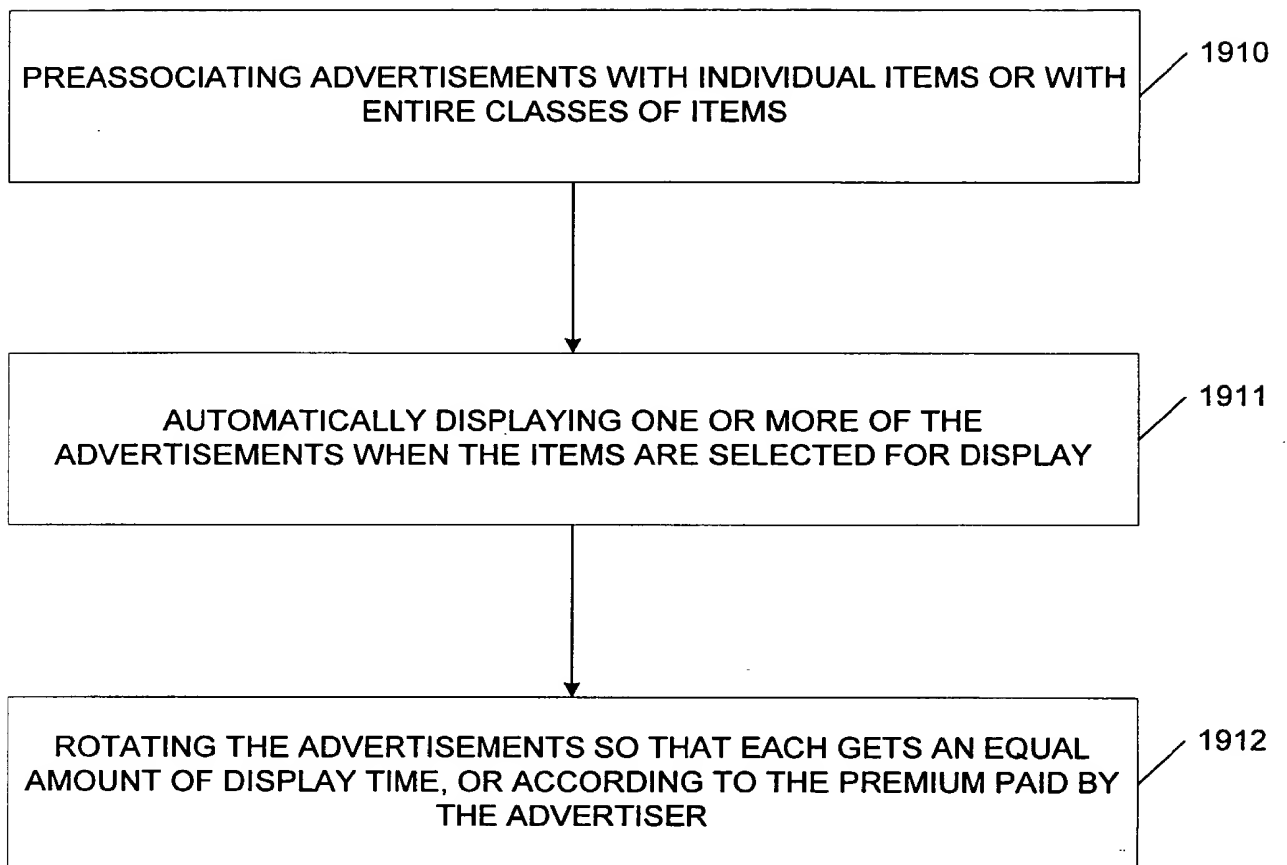 PREASSOCIATING ADVERTISEMENTS WITH INDIVIDUAL ITEMS OR WITH
ENTIRE CLASSES OF ITEMS
1910
AUTOMATICALLY DISPLAYING ONE OR MORE OF THE
ADVERTISEMENTS WHEN THE ITEMS ARE SELECTED FOR DISPLAY
1911
ROTATING THE ADVERTISEMENTS SO THAT EACH GETS AN EQUAL
AMOUNT OF DISPLAY TIME, OR ACCORDING TO THE PREMIUM PAID BY
THE ADVERTISER
1912